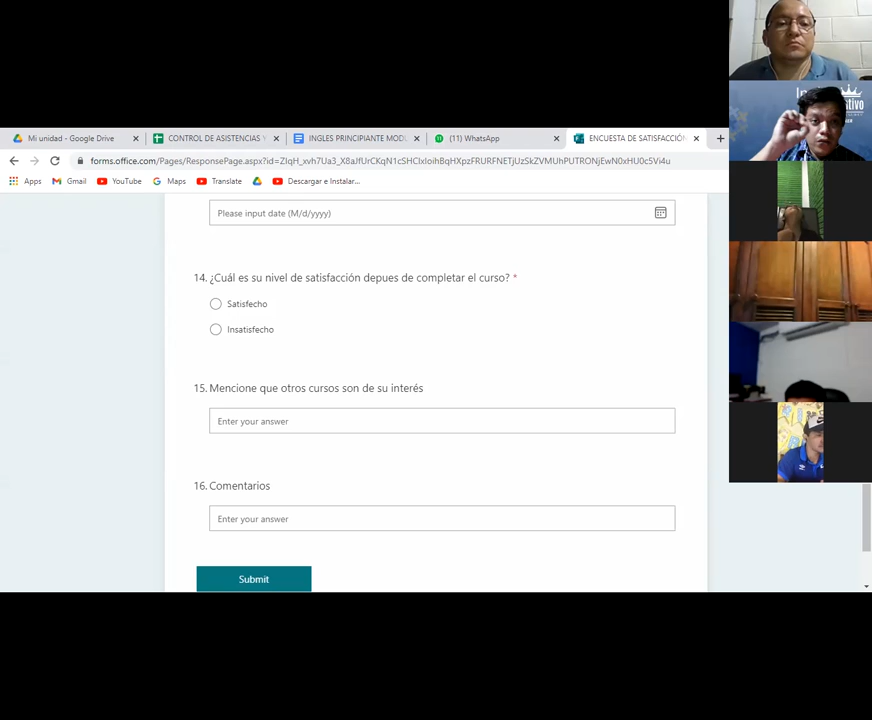 Mi unidad - Google Drive
CONTROL DE ASISTENCIAS Y
INGLES PRINCIPIANTE MODU
(11) WhatsApp
ENCUESTA DE SATISFACCIÓN
forms.office.com/Pages/ResponsePage.aspx?id=ZIqH_xvh7Ua3_X8aJfUrCKqN1cSHClxIoihBqHXpzFRURFNETjUzSkZVMUhPUTRONjEwN0xHU0c5Vi4u
Apps
Gmail
YouTube
Maps
Translate
Descargar e Instalar...
Please input date (M/d/yyyy)
14. ¿Cuál es su nivel de satisfacción depues de completar el curso? *
Satisfecho
Insatisfecho
15. Mencione que otros cursos son de su interés
Enter your answer
16. Comentarios
Enter your answer
Submit